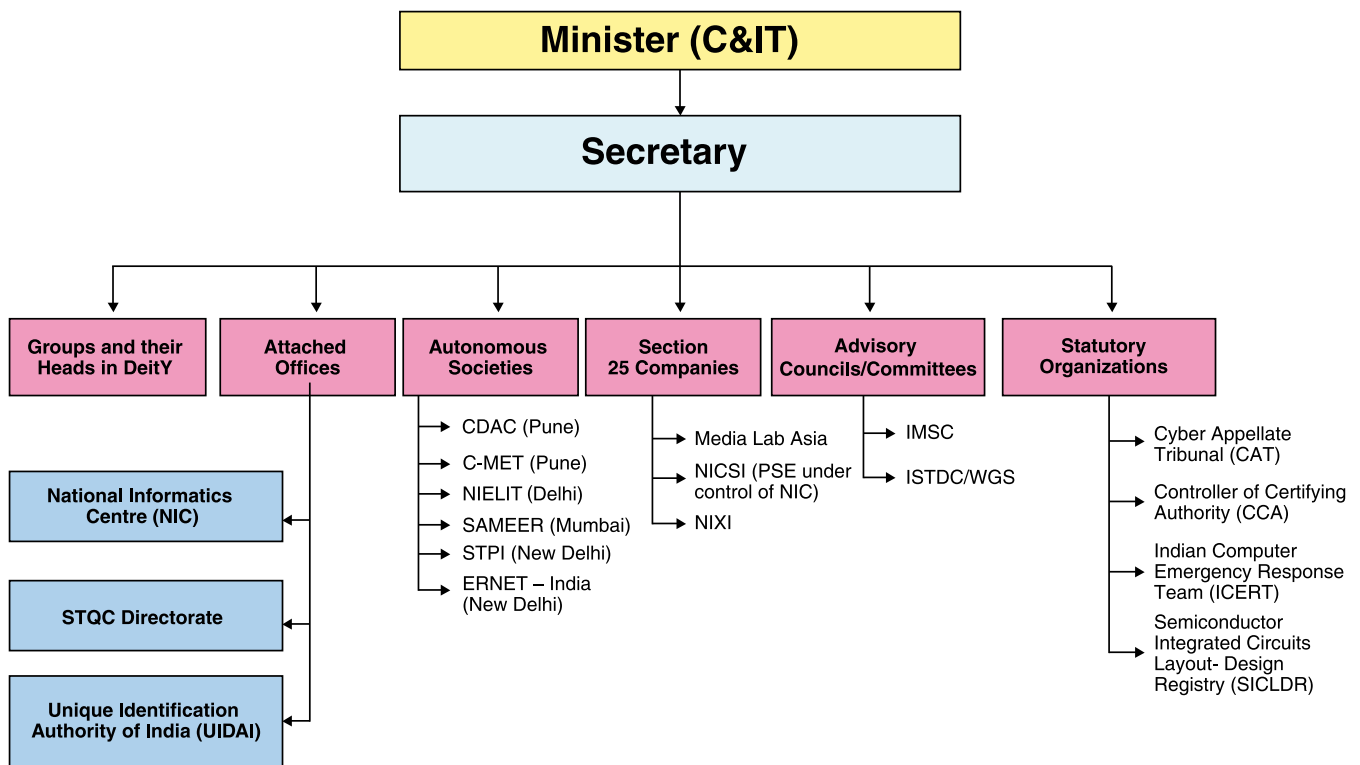 Minister (C&IT)
Secretary
Groups and their
Heads in DeitY
Attached
Offices
Autonomous
Societies
Section
25 Companies
Advisory
Councils/Committees
Statutory
Organizations
National Informatics
Centre (NIC)
STQC Directorate
Unique Identification
Authority of India (UIDAI)
CDAC (Pune)
C-MET (Pune)
NIELIT (Delhi)
SAMEER (Mumbai)
STPI (New Delhi)
ERNET – India
(New Delhi)
Media Lab Asia
NICSI (PSE under
control of NIC)
NIXI
IMSC
ISTDC/WGS
Cyber Appellate
Tribunal (CAT)
Controller of Certifying
Authority (CCA)
Indian Computer
Emergency Response
Team (ICERT)
Semiconductor
Integrated Circuits
Layout- Design
Registry (SICLDR)